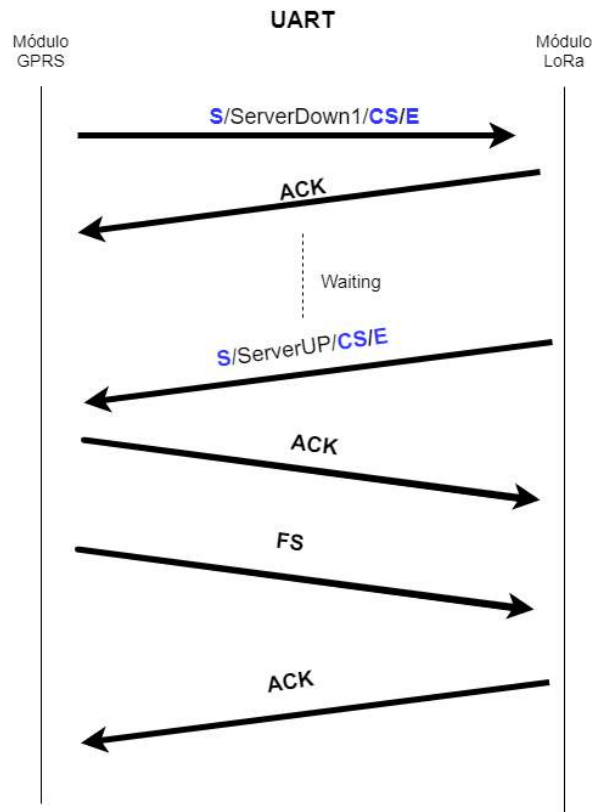 UART
Módulo
GPRS
Módulo
LoRa
S/ServerDown1/CS/E
ACK
Waiting
S/ServerUP/CS/E
ACK
FS
ACK